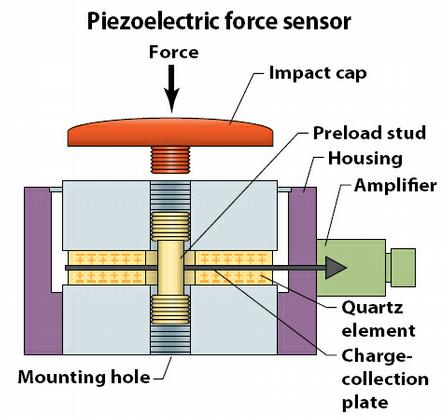 Piezoelectric force sensor
Force
Impact cap
Preload stud
Housing
Amplifier
Quartz
element
Charge-
collection
plate
Mounting hole